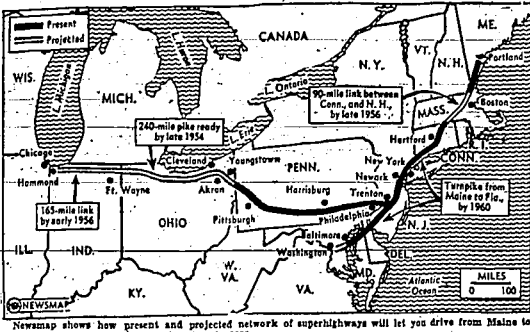 Present
Projected
CANADA
ME.
VT.
N.H.
N.Y.
Portland
WIS.
L. Michigan
L. Huron
MICH.
L. Ontario
90-mile link between
Conn., and N. H.,
by late 1956
MASS.
Boston
240-mile pike ready
by late 1954
L. Erie
Hartford
R.I.
CONN.
Chicago
Hammond
Cleveland
Youngstown
PENN.
New York
Newark
Ft. Wayne
Akron
Harrisburg
Trenton
Turnpike from
Maine to Fla.,
by 1960
165-mile link
by early 1956
Pittsburgh
Philadelphia
OHIO
N. J.
Baltimore
Washington
ILL.
IND.
W.
VA.
DEL.
MD.
KY.
VA.
Atlantic
Ocean
MILES
0 100
NEWSMAP
Newsmap shows how present and projected network of superhighways will let you drive from Maine to